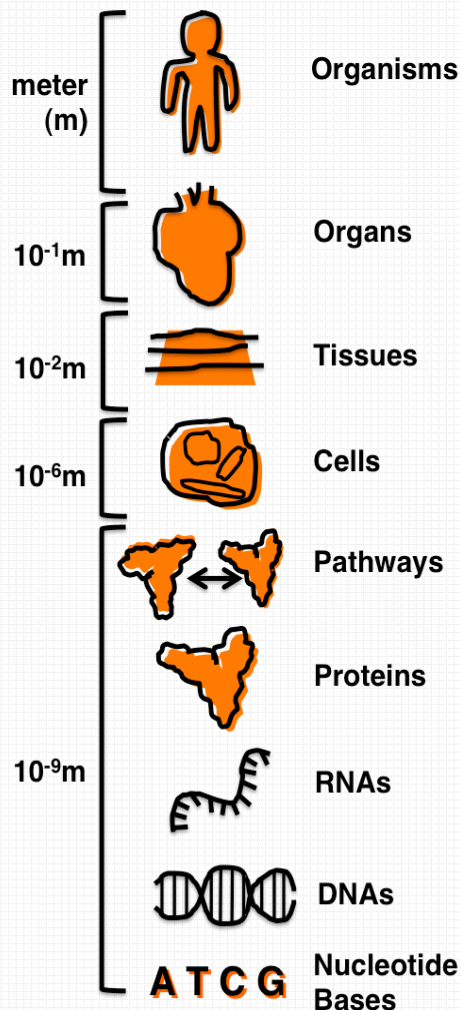 Organisms
meter
(m)
Organs
10⁻¹m
Tissues
10⁻²m
Cells
10⁻⁶m
Pathways
Proteins
10⁻⁹m
RNAs
DNAs
A T C G
Nucleotide
Bases